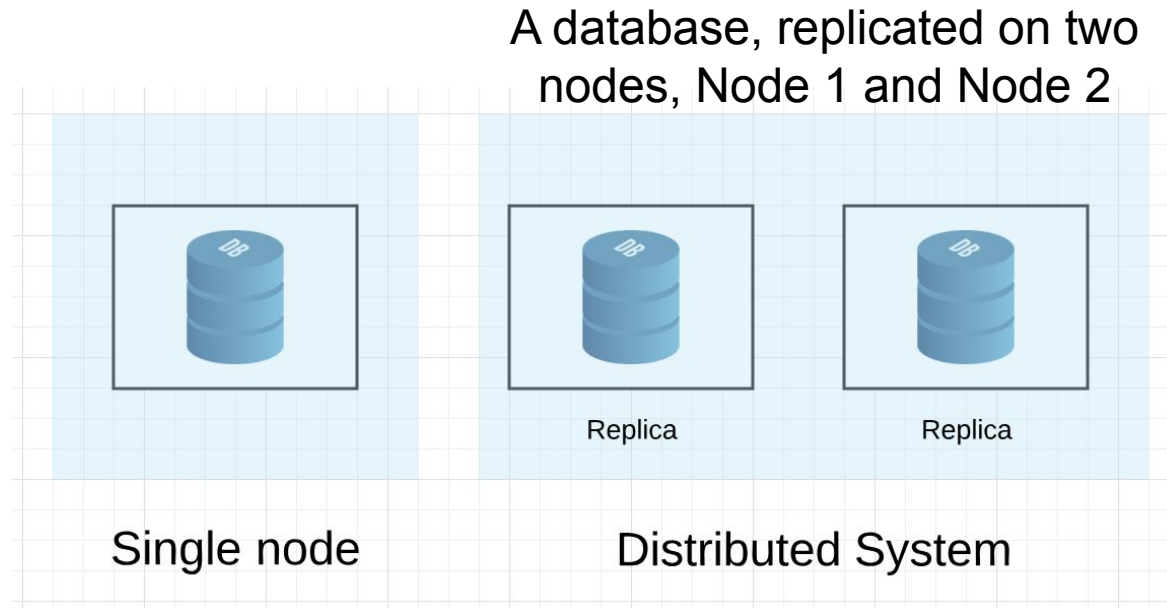 A database, replicated on two
nodes, Node 1 and Node 2
DB
DB
DB
Replica
Replica
Single node
Distributed System